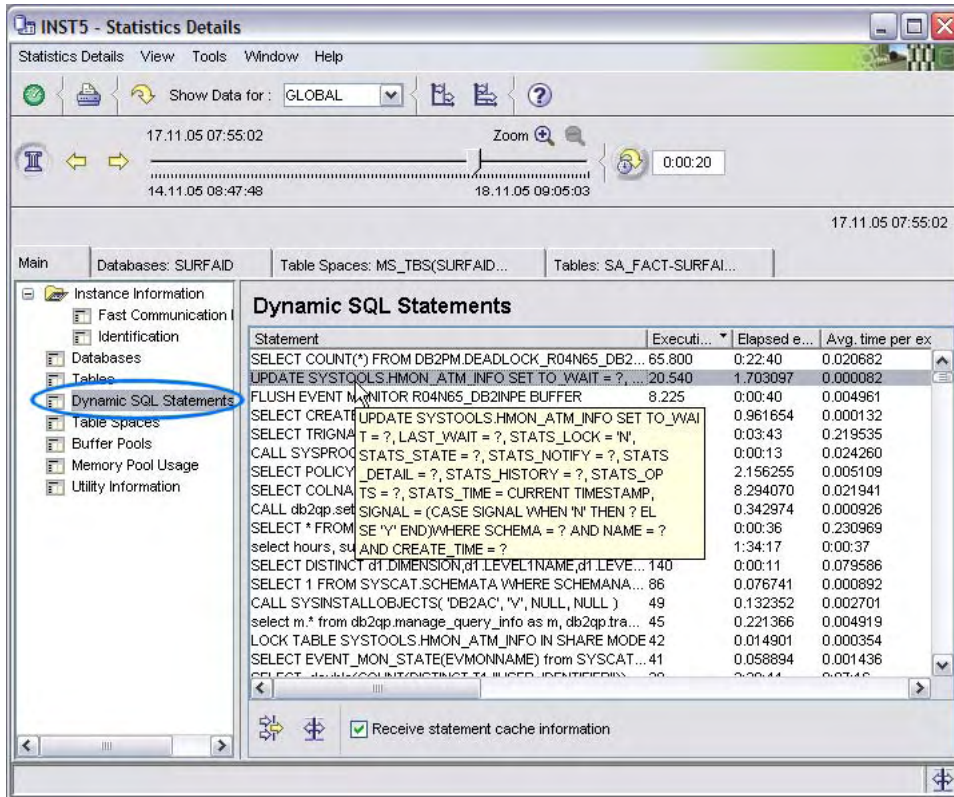 INST5 - Statistics Details
Statistics Details View Tools Window Help
Show Data for : GLOBAL
17.11.05 07:55:02 Zoom
0:00:20
14.11.05 08:47:48 18.11.05 09:05:03
17.11.05 07:55:02
Main Databases: SURFAID Table Spaces: MS_TBS(SURFAID... Tables: SA_FACT-SURFAI...
Instance Information
Fast Communication
Identification
Databases
Tables
Dynamic SQL Statements
Table Spaces
Buffer Pools
Memory Pool Usage
Utility Information
Dynamic SQL Statements
Statement Executi... Elapsed e... Avg. time per ex
SELECT COUNT(*) FROM DB2PM.DEADLOCK_R04N65_DB2... 65.800 0:22:40 0.020682
UPDATE SYSTOOLS.HMON_ATM_INFO SET TO_WAIT = ?, ... 20.540 1.703097 0.000082
FLUSH EVENT MONITOR R04N65_DB2INPE BUFFER 8.225 0:00:40 0.004961
SELECT CREATE 0.961654 0.000132
SELECT TRIGNA 0:03:43 0.219535
CALL SYSPROC 0:00:13 0.024260
SELECT POLICY 2.156255 0.005109
SELECT COLNA 8.294070 0.021941
CALL db2qp.set 0.342974 0.000926
SELECT * FROM 0:00:36 0.230969
select hours, su 1:34:17 0:00:37
UPDATE SYSTOOLS.HMON_ATM_INFO SET TO_WAI
T = ?, LAST_WAIT = ?, STATS_LOCK = 'N',
STATS_STATE = ?, STATS_NOTIFY = ?, STATS
_DETAIL = ?, STATS_HISTORY = ?, STATS_OP
TS = ?, STATS_TIME = CURRENT TIMESTAMP,
SIGNAL = (CASE SIGNAL WHEN 'N' THEN ? EL
SE 'Y' END)WHERE SCHEMA = ? AND NAME = ?
AND CREATE_TIME = ?
SELECT DISTINCT d1.DIMENSION,d1.LEVEL1NAME,d1.LEVE... 140 0:00:11 0.079586
SELECT 1 FROM SYSCAT.SCHEMATA WHERE SCHEMANA... 86 0.076741 0.000892
CALL SYSINSTALLOBJECTS( 'DB2AC', 'V', NULL, NULL ) 49 0.132352 0.002701
select m.* from db2qp.manage_query_info as m, db2qp.tra... 45 0.221366 0.004919
LOCK TABLE SYSTOOLS.HMON_ATM_INFO IN SHARE MODE 42 0.014901 0.000354
SELECT EVENT_MON_STATE(EVMONNAME) from SYSCAT... 41 0.058894 0.001436
Receive statement cache information